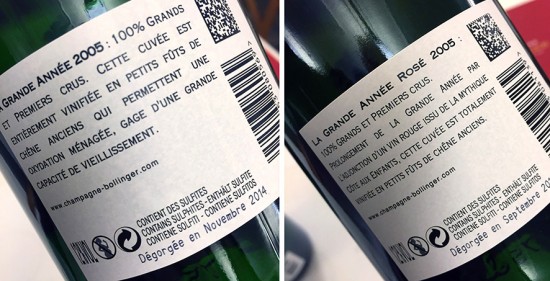 A GRANDE ANNÉE 2005 : 100% GRANDS
ET PREMIERS CRUS. CETTE CUVÉE EST
ENTIÈREMENT VINIFIÉE EN PETITS FÛTS DE
CHÊNE ANCIENS QUI PERMETTENT UNE
OXYDATION MÉNAGÉE, GAGE D'UNE GRANDE
CAPACITÉ DE VIEILLISSEMENT.
www.champagne-bollinger.com
CONTIENT DES SULFITES
CONTAINS SULPHITES - ENTHÄLT SULFITE
CONTIENE SOLFITI - CONTIENE SULFITOS
Dégorgée en Novembre 2014
LA GRANDE ANNÉE ROSÉ 2005 :
100% GRANDS ET PREMIERS CRUS.
PROLONGEMENT DE LA GRANDE ANNÉE PAR
L'ADJONCTION D'UN VIN ROUGE ISSU DE LA MYTHIQUE
CÔTE AUX ENFANTS. CETTE CUVÉE EST TOTALEMENT
VINIFIÉE EN PETITS FÛTS DE CHÊNE ANCIENS.
www.champagne-bollinger.com
CONTIENT DES SULFITES
CONTAINS SULPHITES - ENTHÄLT SULFITE
CONTIENE SOLFITI - CONTIENE SULFITOS
Dégorgée en Septembre 201